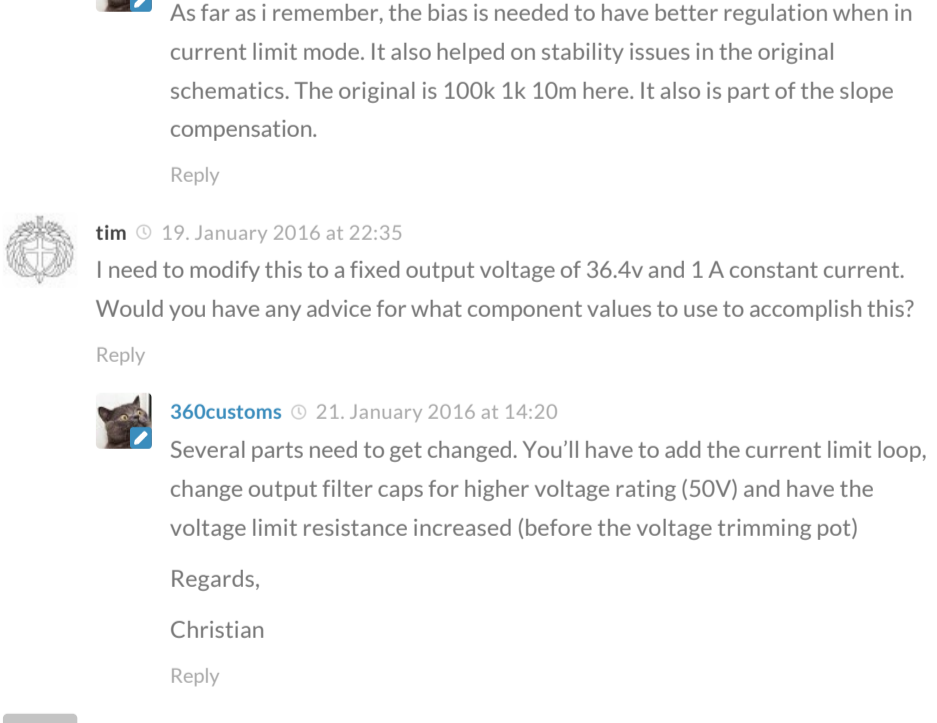 As far as i remember, the bias is needed to have better regulation when in
current limit mode. It also helped on stability issues in the original
schematics. The original is 100k 1k 10m here. It also is part of the slope
compensation.
Reply
tim 19. January 2016 at 22:35
I need to modify this to a fixed output voltage of 36.4v and 1 A constant current.
Would you have any advice for what component values to use to accomplish this?
Reply
360customs 21. January 2016 at 14:20
Several parts need to get changed. You’ll have to add the current limit loop,
change output filter caps for higher voltage rating (50V) and have the
voltage limit resistance increased (before the voltage trimming pot)
Regards,
Christian
Reply